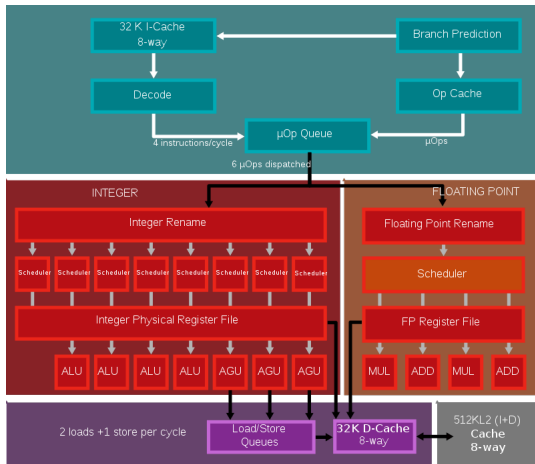 32 K I-Cache
8-way
Branch Prediction
Decode
Op Cache
μOp Queue
4 instructions/cycle
μOps
6 μOps dispatched
INTEGER
FLOATING POINT
Integer Rename
Floating Point Rename
Scheduler Scheduler Scheduler Scheduler Scheduler Scheduler Scheduler Scheduler
Scheduler
Integer Physical Register File
FP Register File
ALU ALU ALU ALU AGU AGU AGU
MUL ADD MUL ADD
2 loads +1 store per cycle
Load/Store
Queues
32K D-Cache
8-way
512KL2 (I+D)
Cache
8-way